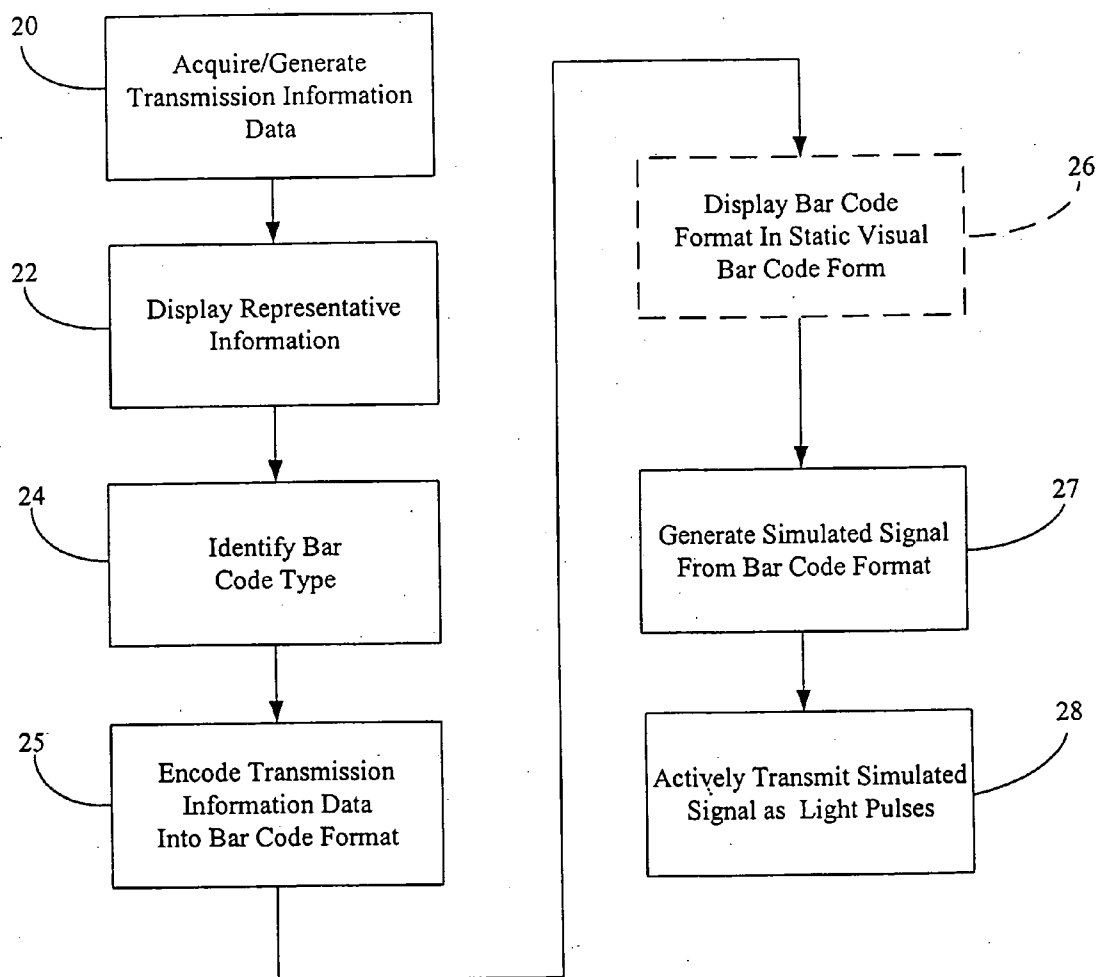 20
Acquire/Generate
Transmission Information
Data
22
Display Representative
Information
24
Identify Bar
Code Type
25
Encode Transmission
Information Data
Into Bar Code Format
26
Display Bar Code
Format In Static Visual
Bar Code Form
27
Generate Simulated Signal
From Bar Code Format
28
Actively Transmit Simulated
Signal as Light Pulses